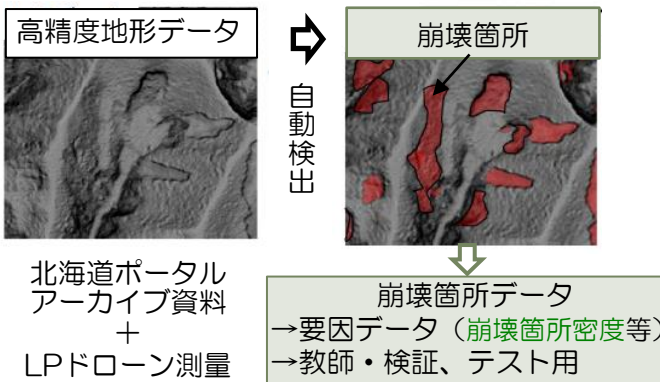 高精度地形データ
自動検出
崩壊箇所
北海道ポータル
アーカイブ資料
+
LPドローン測量
崩壊箇所データ
→要因データ（崩壊箇所密度等）
→教師・検証、テスト用